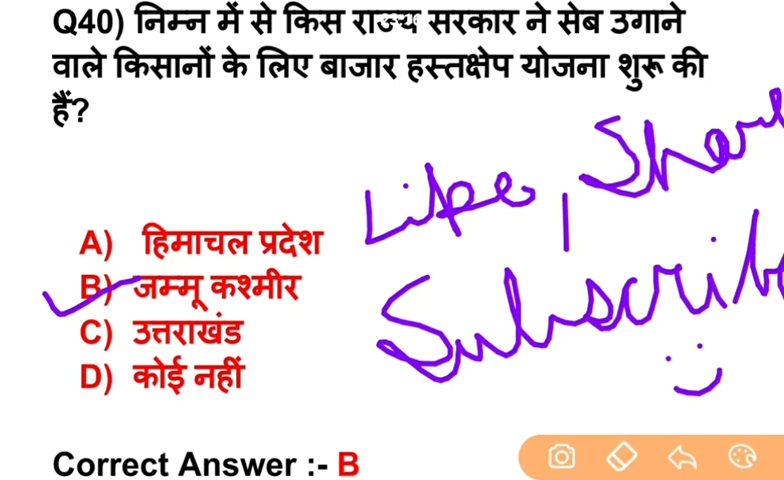 Q40) निम्न में से किस राज्य सरकार ने सेब उगाने
वाले किसानों के लिए बाजार हस्तक्षेप योजना शुरू की
हैं?
Like, Share
Subscribe
A) हिमाचल प्रदेश
B) जम्मू कश्मीर
C) उत्तराखंड
D) कोई नहीं
Correct Answer :- B